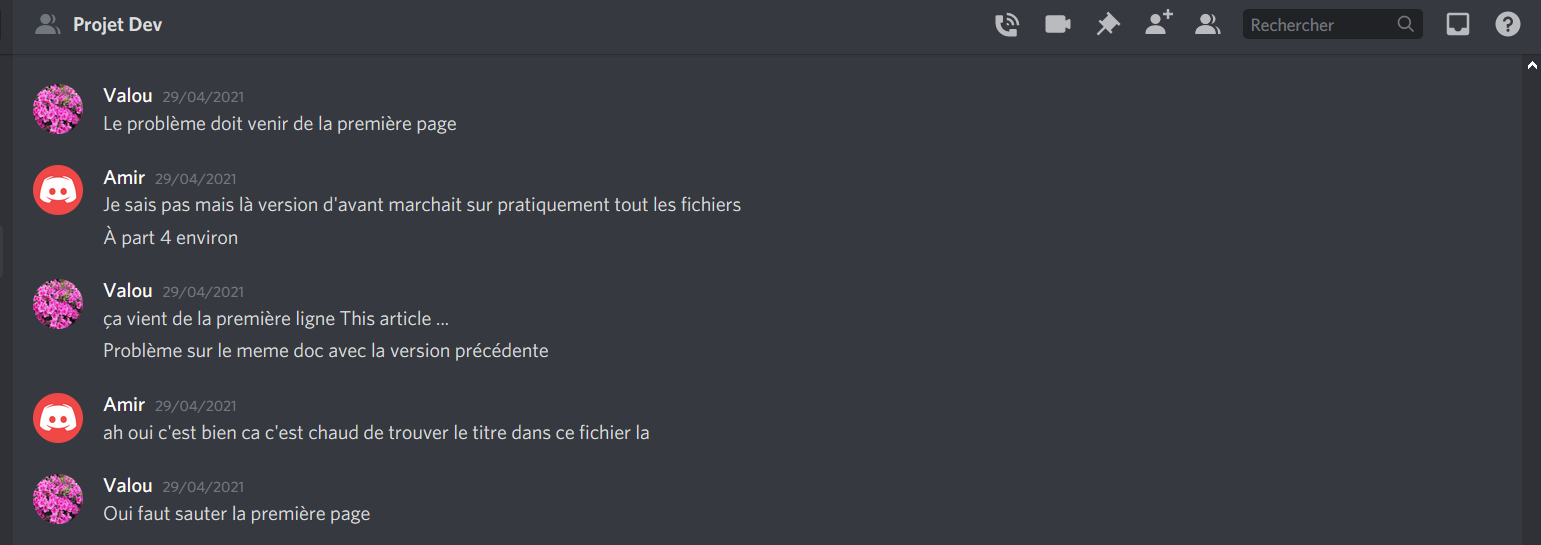 Projet Dev
Rechercher
Valou 29/04/2021
Le problème doit venir de la première page
Amir 29/04/2021
Je sais pas mais là version d'avant marchait sur pratiquement tout les fichiers
À part 4 environ
Valou 29/04/2021
ça vient de la première ligne This article ...
Problème sur le meme doc avec la version précédente
Amir 29/04/2021
ah oui c'est bien ca c'est chaud de trouver le titre dans ce fichier la
Valou 29/04/2021
Oui faut sauter la première page